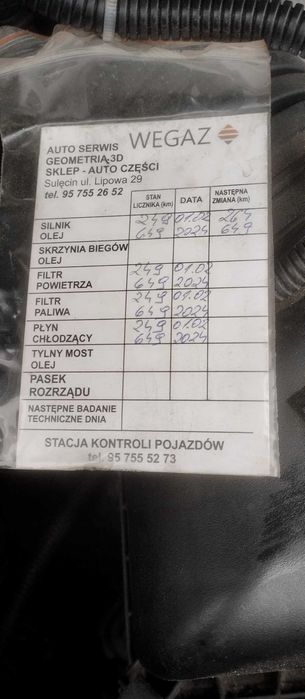 AUTO SERWIS WEGAZ
GEOMETRIA 3D
SKLEP - AUTO CZĘŚCI
Sulęcin ul. Lipowa 29
tel. 95 755 26 52
STAN LICZNIKA (km) DATA NASTĘPNA ZMIANA (km)
SILNIK 249 01.02 264
OLEJ 649 2024 649
SKRZYNIA BIEGÓW
OLEJ
FILTR 249 01.02
POWIETRZA 649 2024
FILTR 249 01.02
PALIWA 649 2024
PŁYN 249 01.02
CHŁODZĄCY 649 2024
TYLNY MOST
OLEJ
PASEK
ROZRZĄDU
NASTĘPNE BADANIE
TECHNICZNE DNIA
STACJA KONTROLI POJAZDÓW
tel. 95 755 52 73